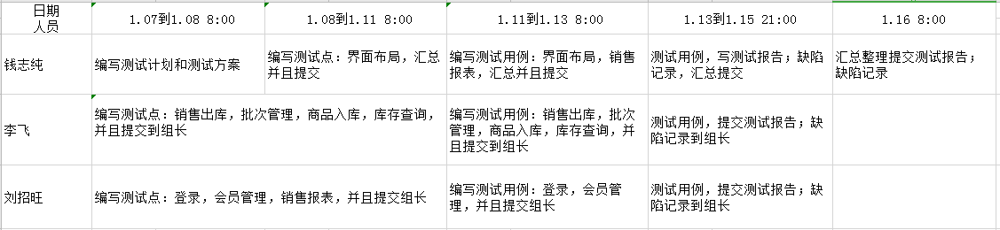 日期
人员
1.07到1.08 8:00
1.08到1.11 8:00
1.11到1.13 8:00
1.13到1.15 21:00
1.16 8:00
钱志纯
编写测试计划和测试方案
编写测试点：界面布局，汇总
并且提交
编写测试用例：界面布局，销售
报表，汇总并且提交
测试用例，写测试报告；缺陷
记录，汇总提交
汇总整理提交测试报告；
缺陷记录
李飞
编写测试点：销售出库，批次管理，商品入库，库存查询，
并且提交到组长
编写测试用例：销售出库，批次
管理，商品入库，库存查询，并
且提交到组长
测试用例，提交测试报告；缺
陷记录到组长
刘招旺
编写测试点：登录，会员管理，销售报表，并且提交组长
编写测试用例：登录，会员管
理，并且提交组长
测试用例，提交测试报告；缺
陷记录到组长